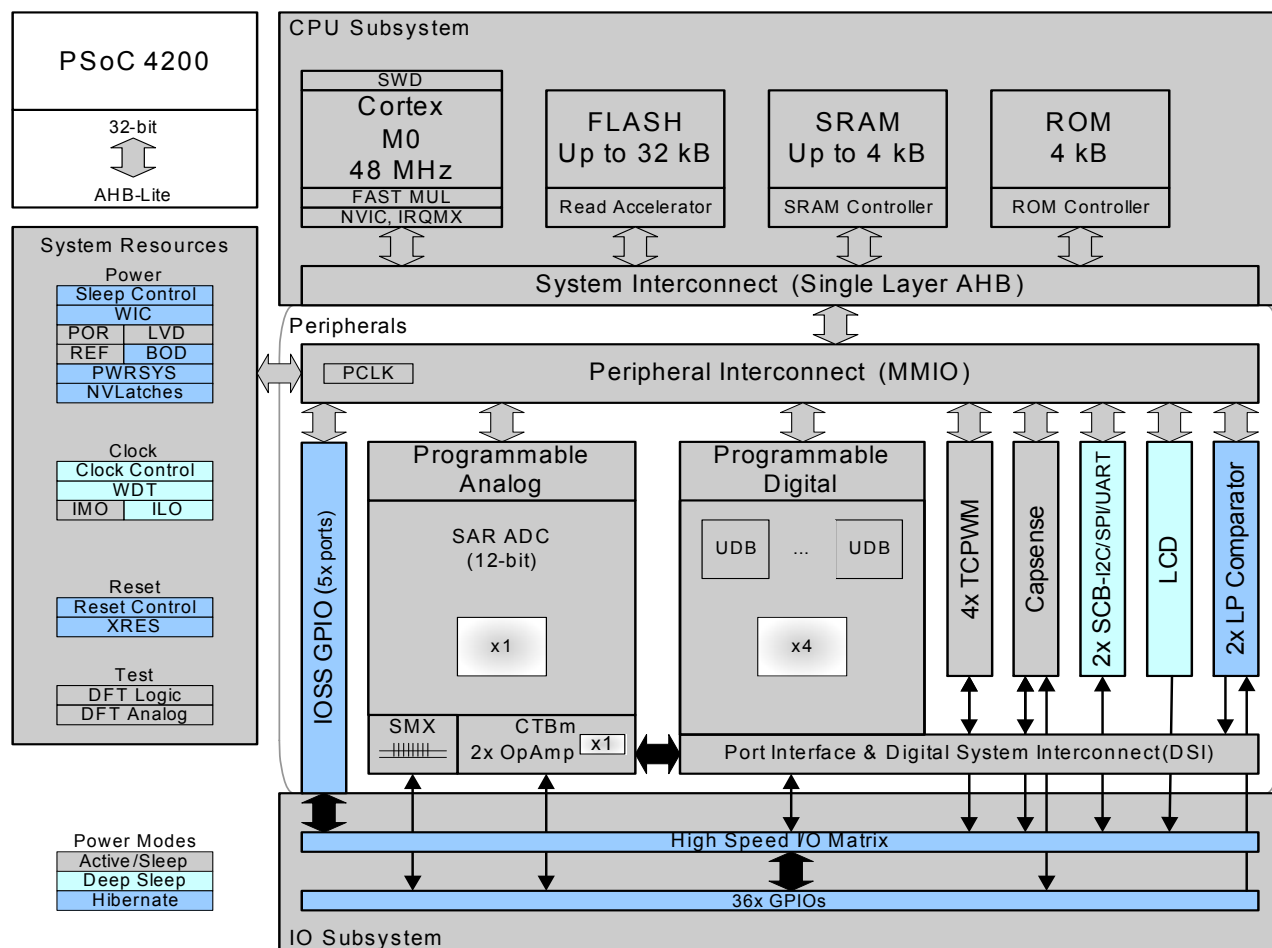 PSoC 4200
32-bit
AHB-Lite
CPU Subsystem
SWD
Cortex
M0
48 MHz
FAST MUL
NVIC, IRQMX
FLASH
Up to 32 kB
Read Accelerator
SRAM
Up to 4 kB
SRAM Controller
ROM
4 kB
ROM Controller
System Interconnect (Single Layer AHB)
System Resources
Power
Sleep Control
WIC
POR LVD
REF BOD
PWRSYS
NVLatches
Clock
Clock Control
WDT
IMO ILO
Reset
Reset Control
XRES
Test
DFT Logic
DFT Analog
Peripherals
PCLK
Peripheral Interconnect (MMIO)
IOSS GPIO (5x ports)
Programmable
Analog
SAR ADC
(12-bit)
x1
SMX
CTBm
2x OpAmp
x1
Programmable
Digital
UDB ... UDB
x4
4x TCPWM
Capsense
2x SCB-I2C/SPI/UART
LCD
2x LP Comparator
Port Interface & Digital System Interconnect(DSI)
Power Modes
Active/Sleep
Deep Sleep
Hibernate
High Speed I/O Matrix
36x GPIOs
IO Subsystem